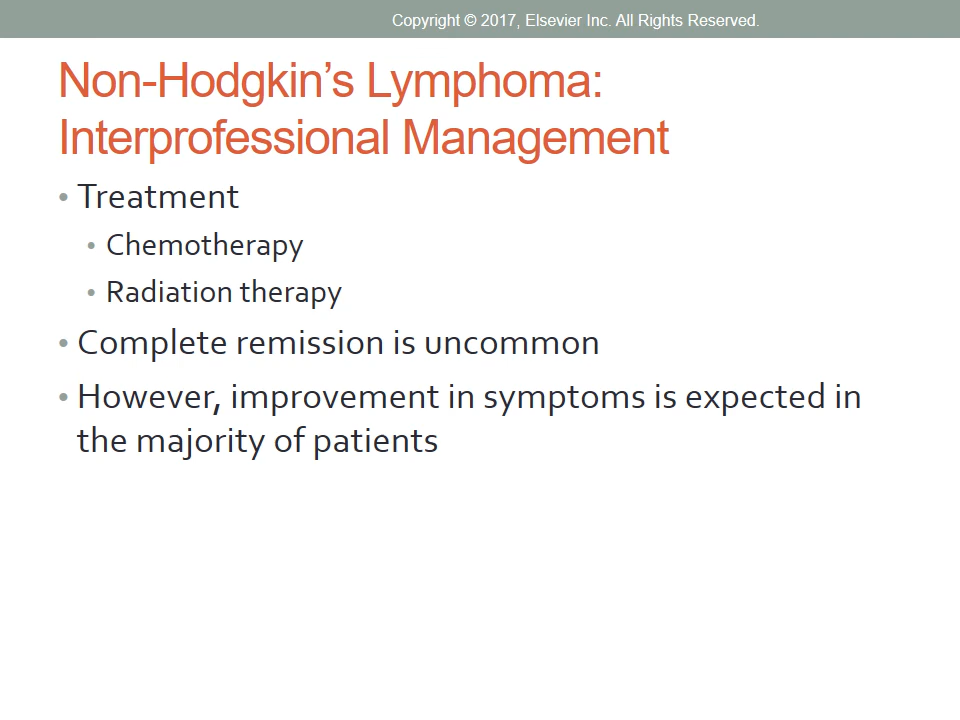 Copyright © 2017, Elsevier Inc. All Rights Reserved.
Non-Hodgkin’s Lymphoma:
Interprofessional Management
• Treatment
• Chemotherapy
• Radiation therapy
• Complete remission is uncommon
• However, improvement in symptoms is expected in
the majority of patients